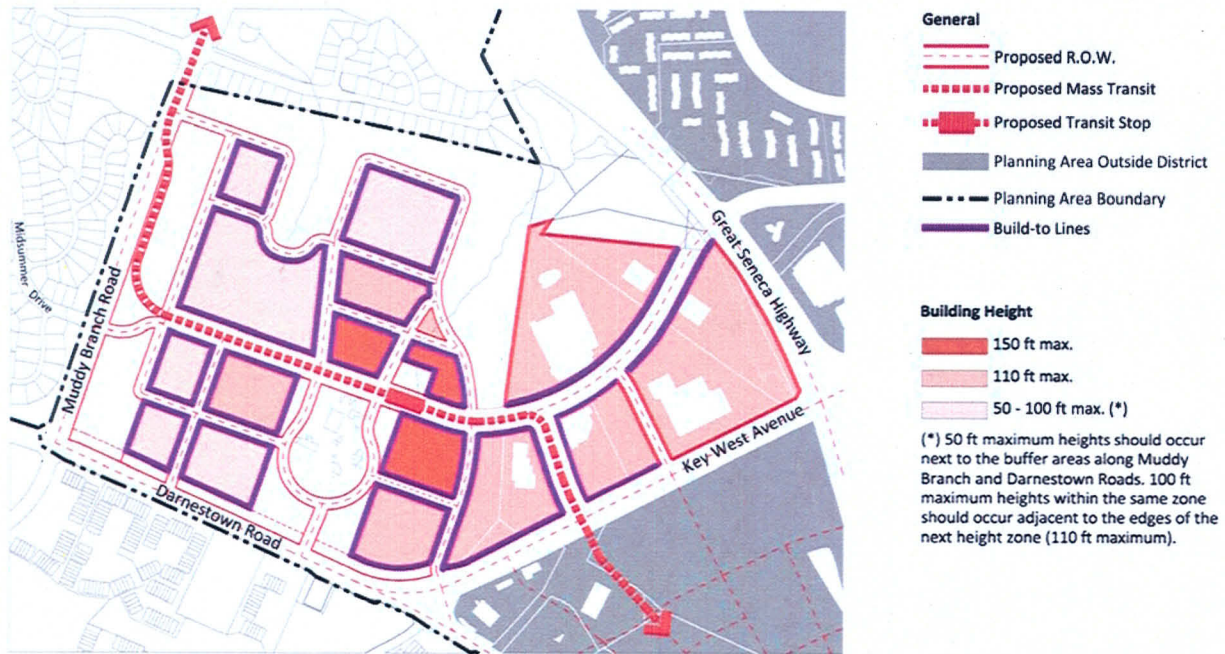 General
Proposed R.O.W.
Proposed Mass Transit
Proposed Transit Stop
Planning Area Outside District
Planning Area Boundary
Build-to Lines
Building Height
150 ft max.
110 ft max.
50 - 100 ft max. (*)
(*) 50 ft maximum heights should occur
next to the buffer areas along Muddy
Branch and Darnestown Roads. 100 ft
maximum heights within the same zone
should occur adjacent to the edges of the
next height zone (110 ft maximum).
Midsummer Drive
Muddy Branch Road
Darnestown Road
Great Seneca Highway
Key West Avenue